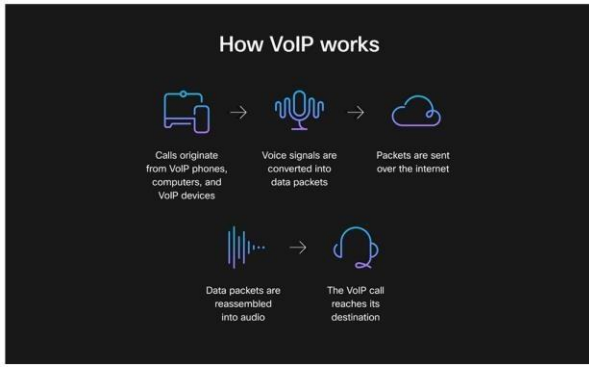 How VoIP works
Calls originate
from VoIP phones,
computers, and
VoIP devices
Voice signals are
converted into
data packets
Packets are sent
over the internet
Data packets are
reassembled
into audio
The VoIP call
reaches its
destination